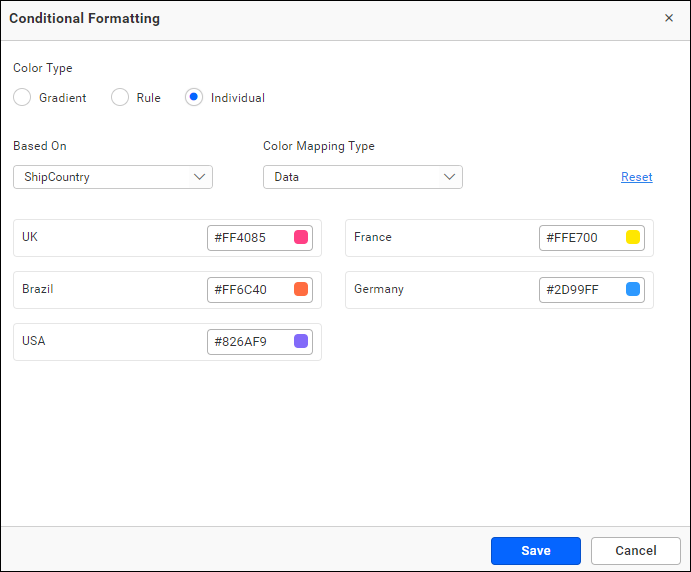 Conditional Formatting
Color Type
Gradient Rule Individual
Based On Color Mapping Type
ShipCountry Data Reset
UK #FF4085 France #FFE700
Brazil #FF6C40 Germany #2D99FF
USA #826AF9
Save Cancel